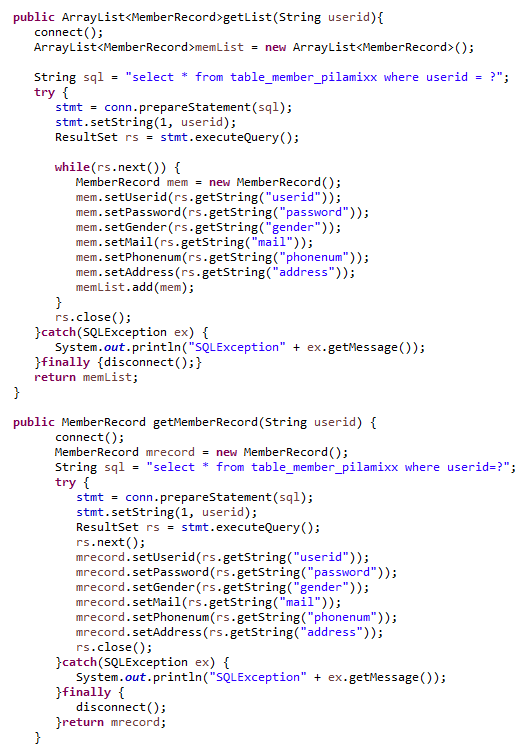 public ArrayList<MemberRecord>getList(String userid){
connect();
ArrayList<MemberRecord>memList = new ArrayList<MemberRecord>();
String sql = "select * from table_member_pilamixx where userid = ?";
try {
stmt = conn.prepareStatement(sql);
stmt.setString(1, userid);
ResultSet rs = stmt.executeQuery();
while(rs.next()) {
MemberRecord mem = new MemberRecord();
mem.setUserid(rs.getString("userid"));
mem.setPassword(rs.getString("password"));
mem.setGender(rs.getString("gender"));
mem.setMail(rs.getString("mail"));
mem.setPhonenum(rs.getString("phonenum"));
mem.setAddress(rs.getString("address"));
memList.add(mem);
}
rs.close();
}catch(SQLException ex) {
System.out.println("SQLException" + ex.getMessage());
}finally {disconnect();}
return memList;
}
public MemberRecord getMemberRecord(String userid) {
connect();
MemberRecord mrecord = new MemberRecord();
String sql = "select * from table_member_pilamixx where userid=?";
try {
stmt = conn.prepareStatement(sql);
stmt.setString(1, userid);
ResultSet rs = stmt.executeQuery();
rs.next();
mrecord.setUserid(rs.getString("userid"));
mrecord.setPassword(rs.getString("password"));
mrecord.setGender(rs.getString("gender"));
mrecord.setMail(rs.getString("mail"));
mrecord.setPhonenum(rs.getString("phonenum"));
mrecord.setAddress(rs.getString("address"));
rs.close();
}catch(SQLException ex) {
System.out.println("SQLException" + ex.getMessage());
}finally {
disconnect();
}return mrecord;
}